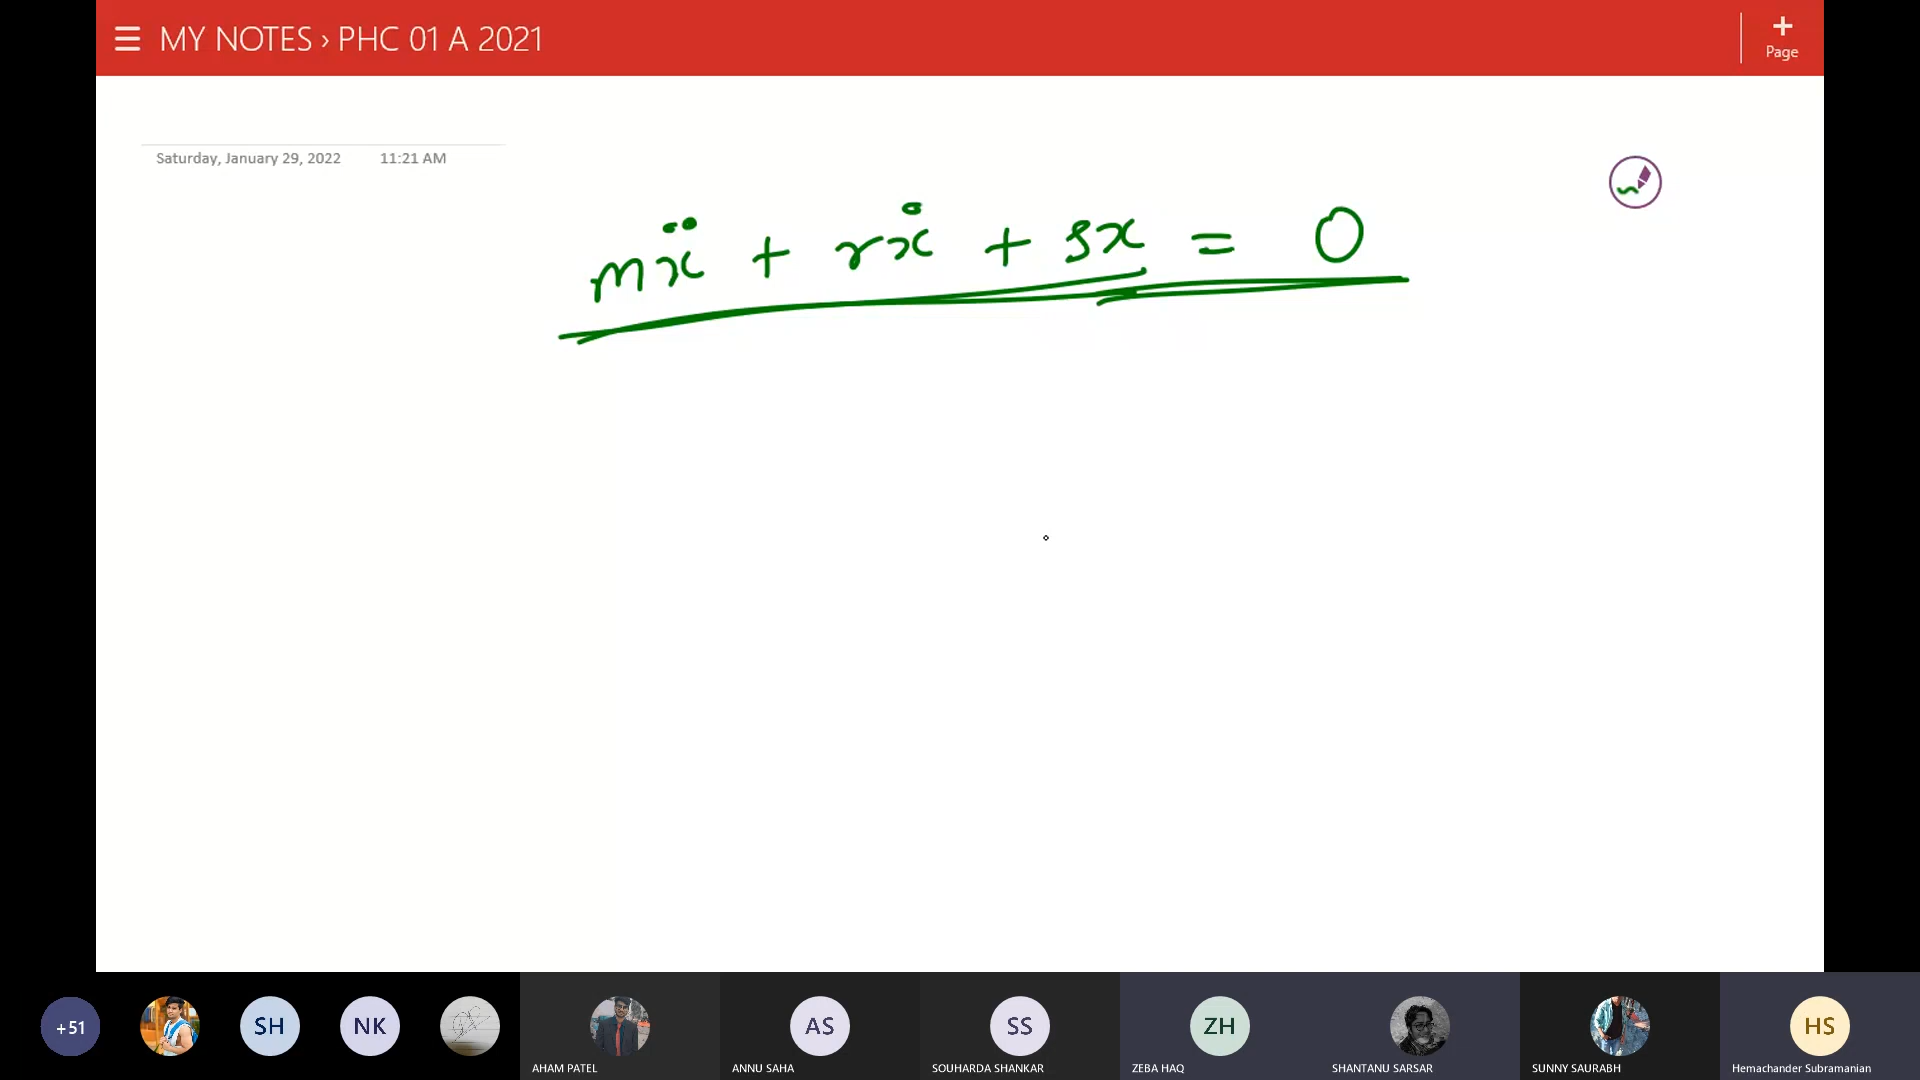 MY NOTES › PHC 01 A 2021
+
Page
Saturday, January 29, 2022 11:21 AM
mẍ + rẋ + sx = 0
+51
SH
NK
AS
SS
ZH
HS
AHAM PATEL
ANNU SAHA
SOUHARDA SHANKAR
ZEBA HAQ
SHANTANU SARSAR
SUNNY SAURABH
Hemachander Subramanian